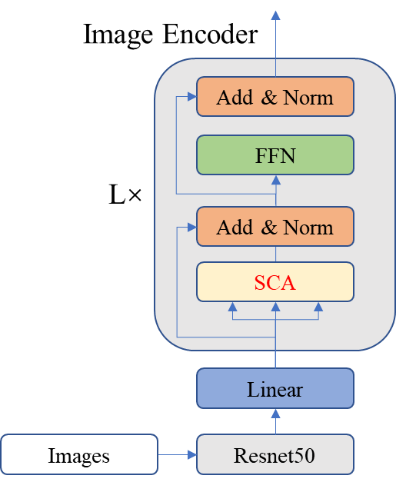 Image Encoder
Add & Norm
FFN
L×
Add & Norm
SCA
Linear
Images
Resnet50